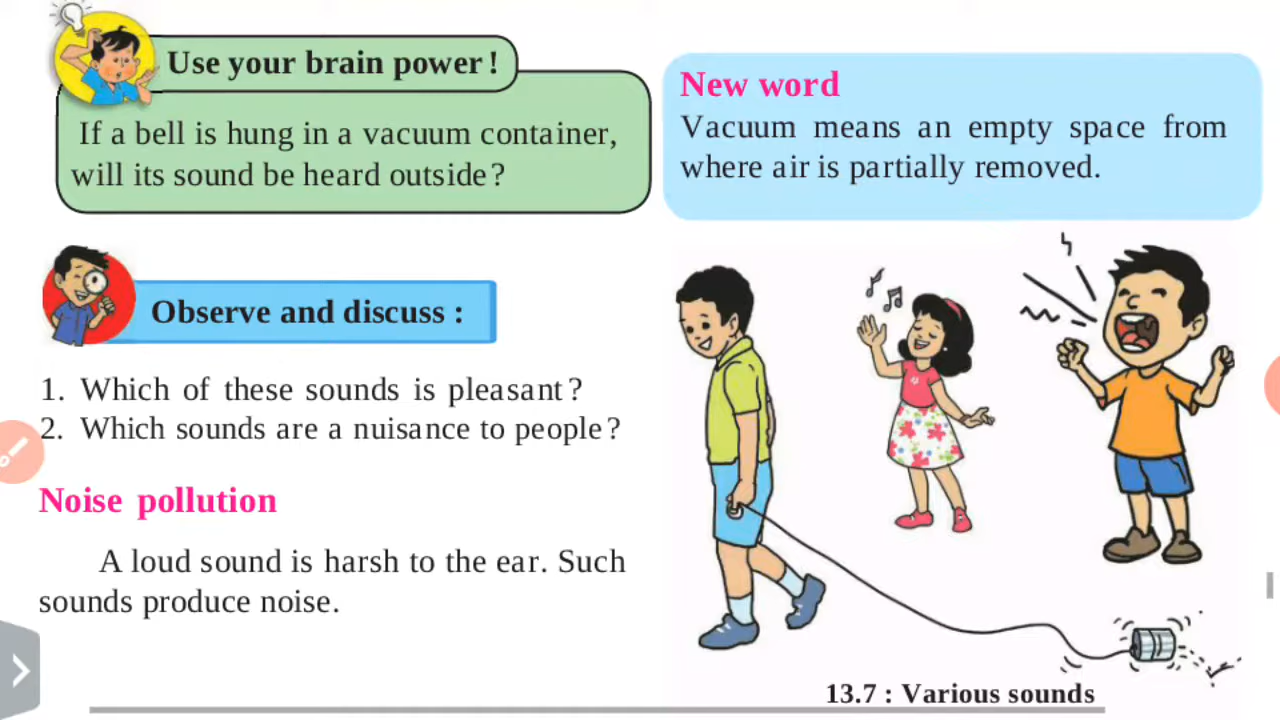 Use your brain power !
If a bell is hung in a vacuum container,
will its sound be heard outside ?
New word
Vacuum means an empty space from
where air is partially removed.
Observe and discuss :
1. Which of these sounds is pleasant ?
2. Which sounds are a nuisance to people ?
Noise pollution
A loud sound is harsh to the ear. Such
sounds produce noise.
13.7 : Various sounds